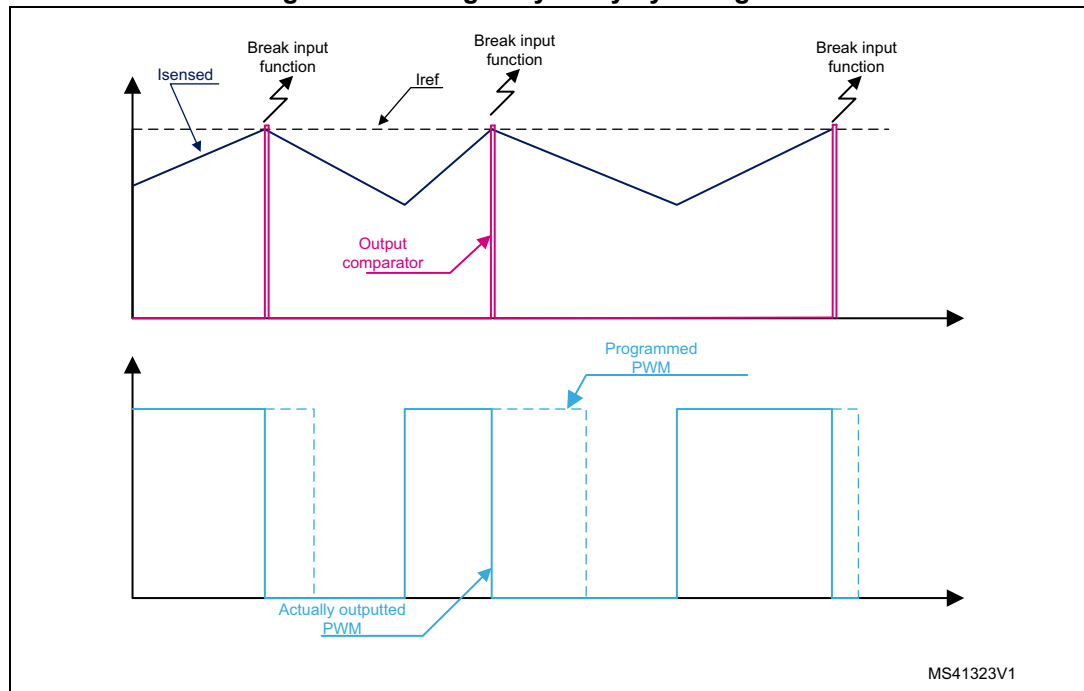 Break input
function
Break input
function
Break input
function
Isensed
Iref
Output
comparator
Programmed
PWM
Actually outputted
PWM
MS41323V1